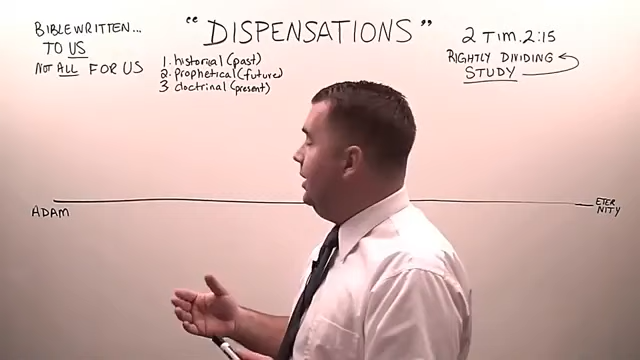 BIBLE WRITTEN...
TO US
NOT ALL FOR US
"DISPENSATIONS"
1. historial (past)
2. Prophetical (future)
3 doctrinal (present)
2 TIM. 2:15
RIGHTLY DIVIDING
STUDY
ADAM
ETER
NITY